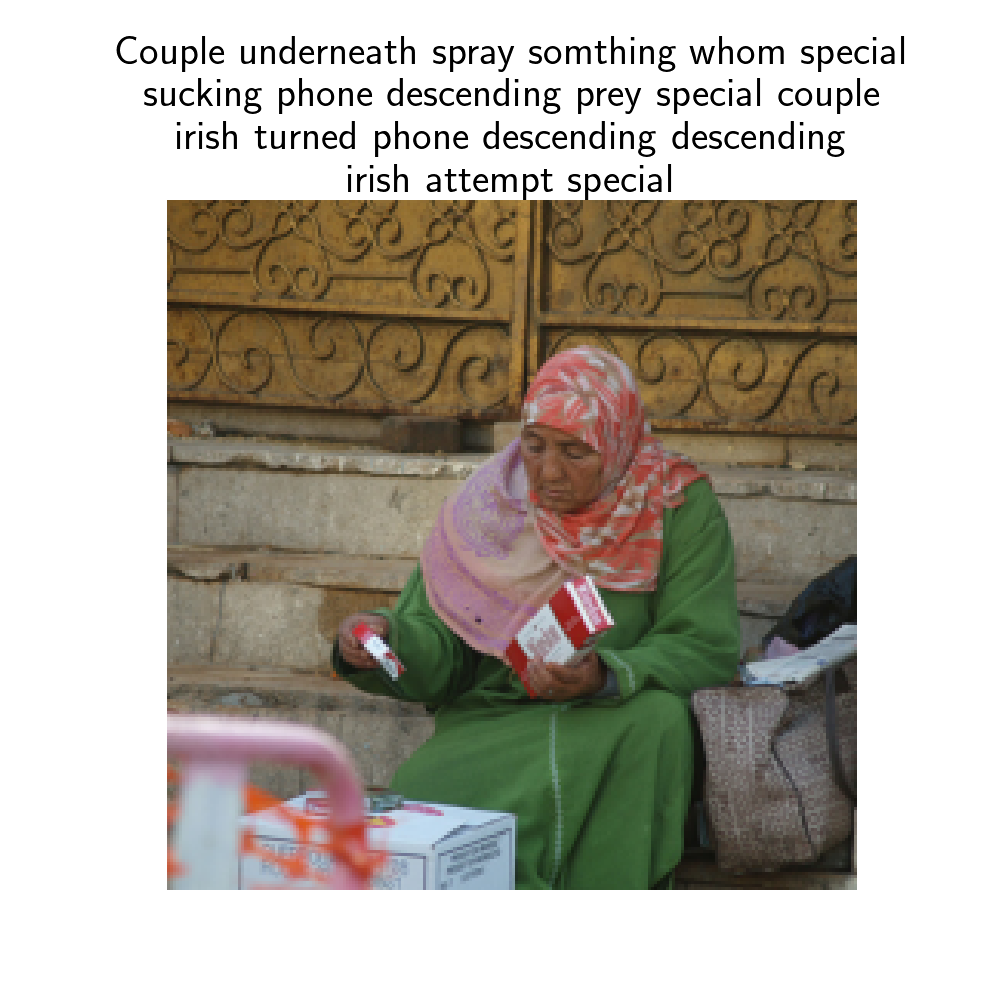 Couple underneath spray somthing whom special
sucking phone descending prey special couple
irish turned phone descending descending
irish attempt special